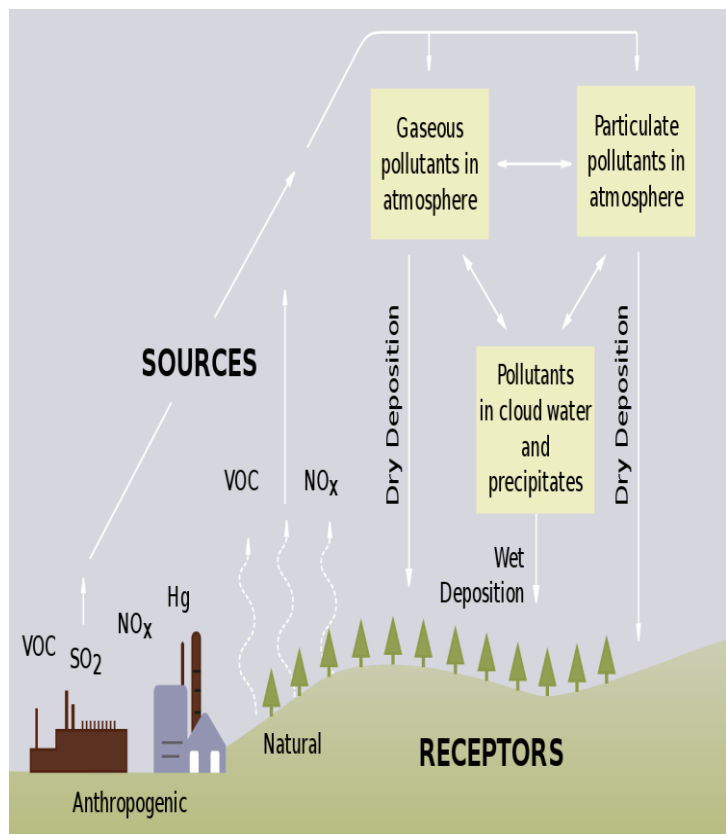 Gaseous
pollutants in
atmosphere
Particulate
pollutants in
atmosphere
SOURCES
Dry Deposition
Pollutants
in cloud water
and
precipitates
Dry Deposition
VOC
NOx
Wet
Deposition
Hg
NOx
VOC
SO2
Natural
RECEPTORS
Anthropogenic